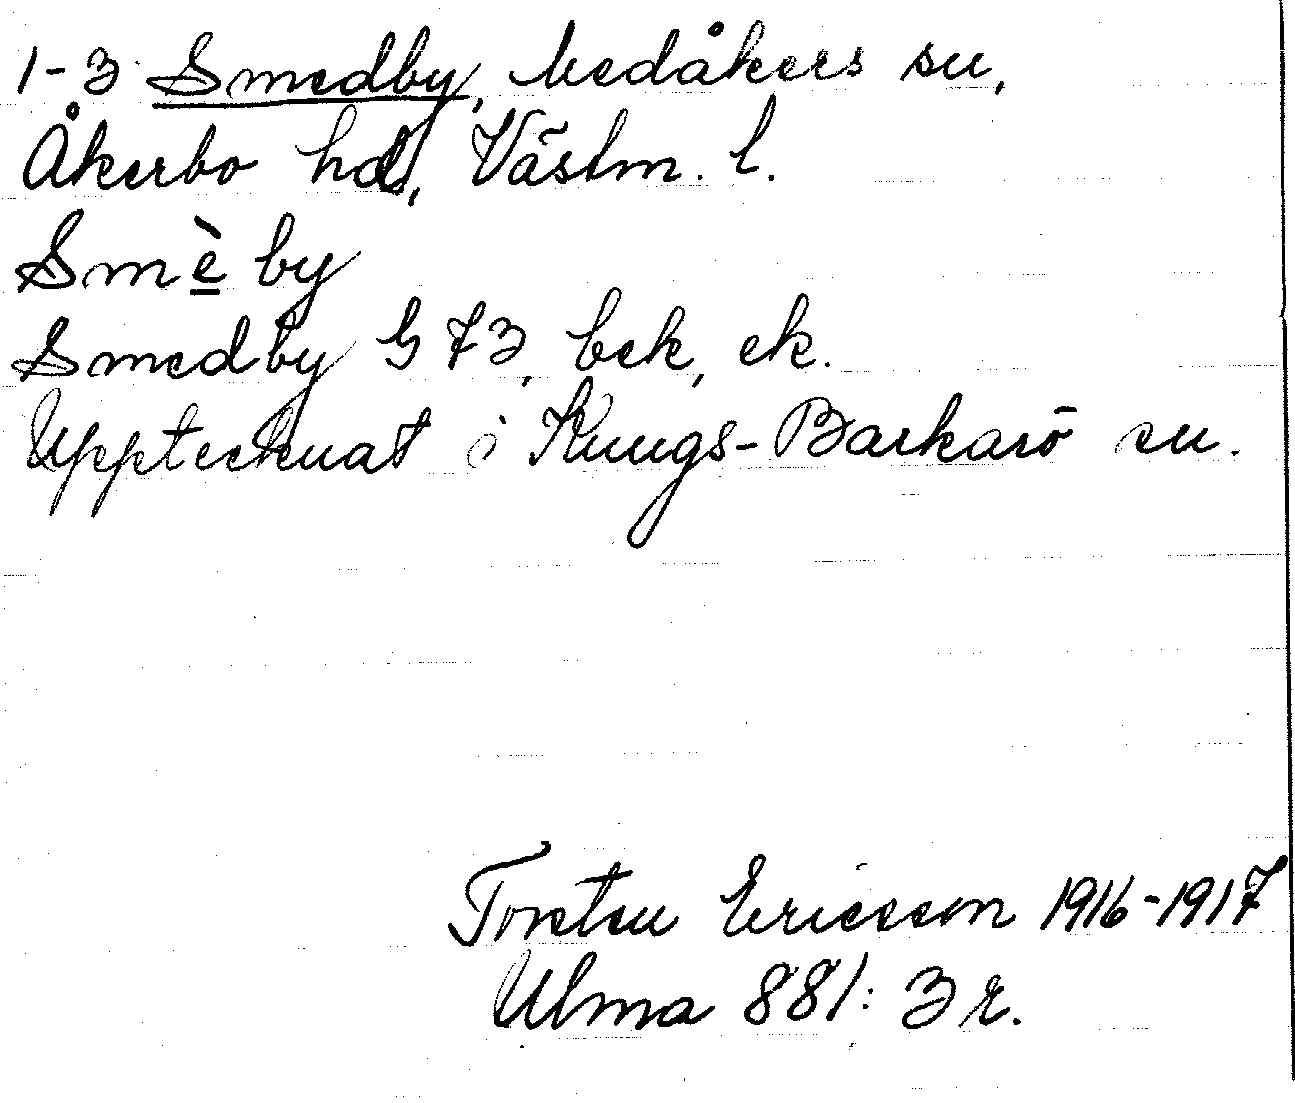 1-3 Smedby, Medåkers sn,
Åkerbo hd, Västm. l.
Smè by
Smedby G 73, bek, ek.
Upptecknat i Kungs-Barkarö sn.
Torsten Ericsson 1916-1917
Ulma 881: 3 r.